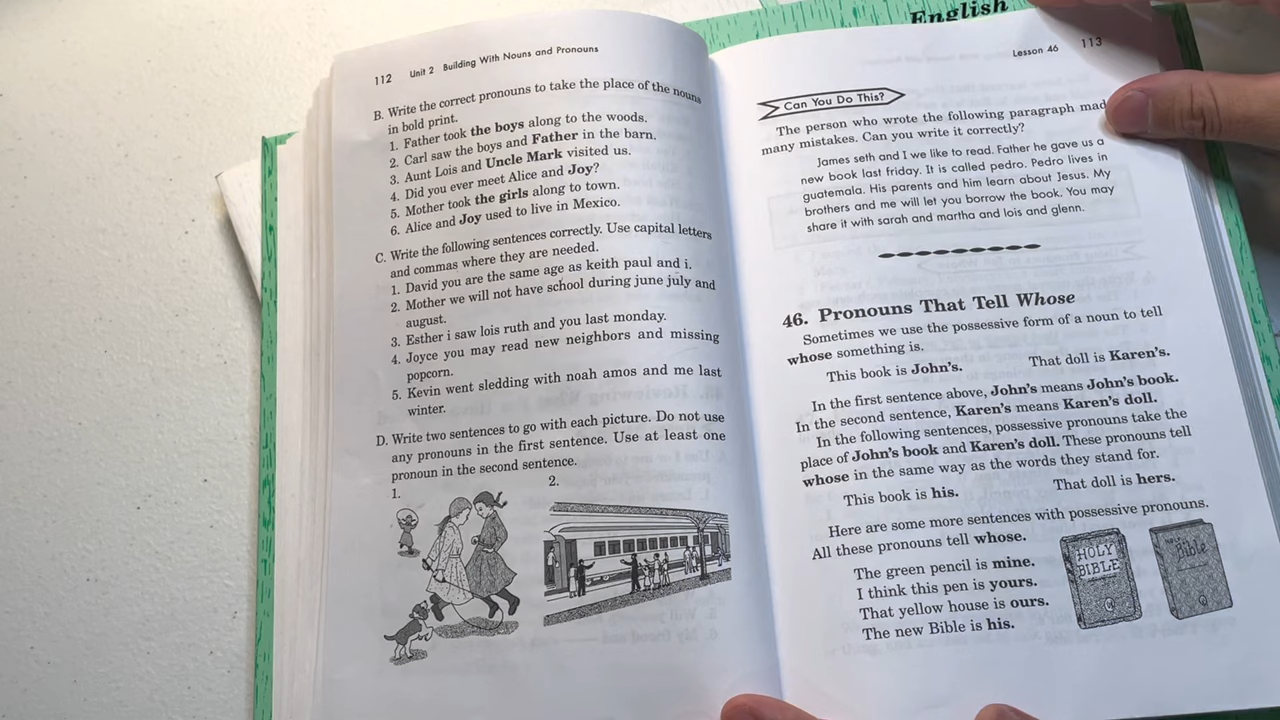 English
112 Unit 2 Building With Nouns and Pronouns
B. Write the correct pronouns to take the place of the nouns
in bold print.
1. Father took the boys along to the woods.
2. Carl saw the boys and Father in the barn.
3. Aunt Lois and Uncle Mark visited us.
4. Did you ever meet Alice and Joy?
5. Mother took the girls along to town.
6. Alice and Joy used to live in Mexico.
C. Write the following sentences correctly. Use capital letters
and commas where they are needed.
1. David you are the same age as keith paul and i.
2. Mother we will not have school during june july and
august.
3. Esther i saw lois ruth and you last monday.
4. Joyce you may read new neighbors and missing
popcorn.
5. Kevin went sledding with noah amos and me last
winter.
D. Write two sentences to go with each picture. Do not use
any pronouns in the first sentence. Use at least one
pronoun in the second sentence.
1.
2.
Lesson 46 113
Can You Do This?
The person who wrote the following paragraph mad
many mistakes. Can you write it correctly?
James seth and I we like to read. Father he gave us a
new book last friday. It is called pedro. Pedro lives in
guatemala. His parents and him learn about Jesus. My
brothers and me will let you borrow the book. You may
share it with sarah and martha and lois and glenn.
46. Pronouns That Tell Whose
Sometimes we use the possessive form of a noun to tell
whose something is.
This book is John's. That doll is Karen's.
In the first sentence above, John's means John's book.
In the second sentence, Karen's means Karen's doll.
In the following sentences, possessive pronouns take the
place of John's book and Karen's doll. These pronouns tell
whose in the same way as the words they stand for.
This book is his. That doll is hers.
Here are some more sentences with possessive pronouns.
All these pronouns tell whose.
The green pencil is mine.
I think this pen is yours.
That yellow house is ours.
The new Bible is his.
HOLY
BIBLE
Bible